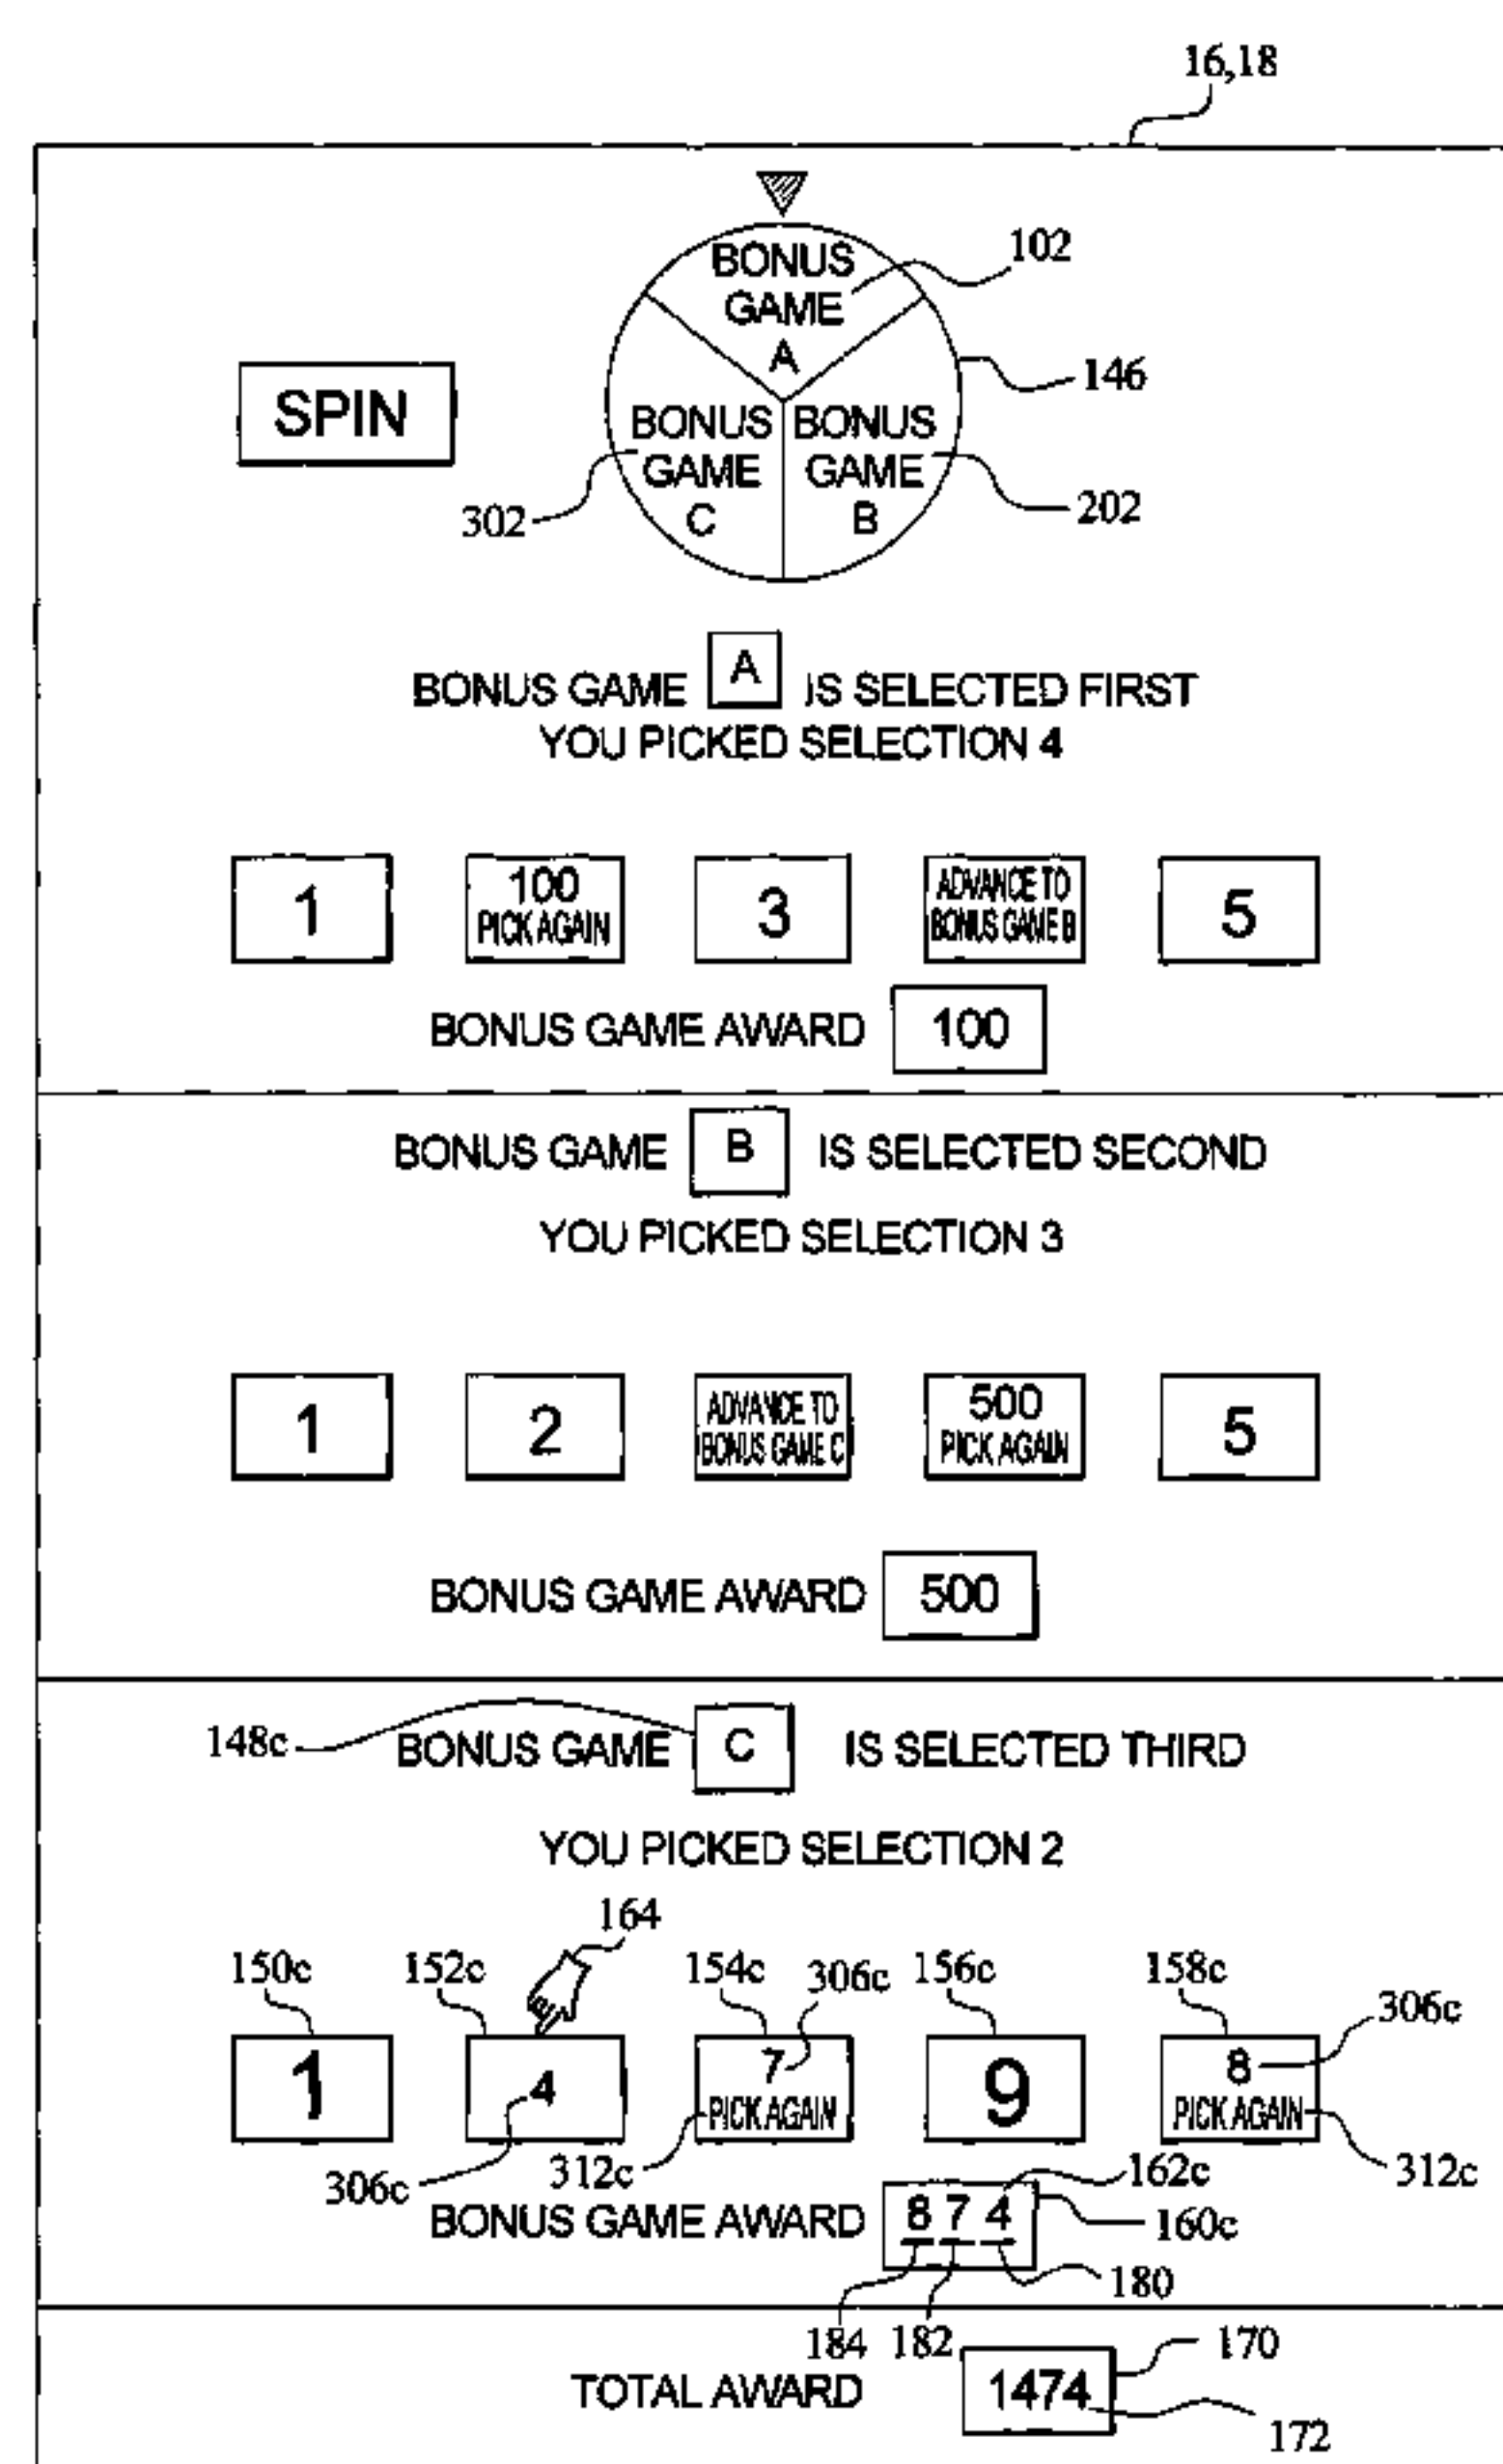 16,18
BONUS
GAME
A
102
146
SPIN
BONUS
GAME
C
BONUS
GAME
B
302
202
BONUS GAME A IS SELECTED FIRST
YOU PICKED SELECTION 4
1
100
PICK AGAIN
3
ADVANCE TO
BONUS GAME B
5
BONUS GAME AWARD 100
BONUS GAME B IS SELECTED SECOND
YOU PICKED SELECTION 3
1
2
ADVANCE TO
BONUS GAME C
500
PICK AGAIN
5
BONUS GAME AWARD 500
148c
BONUS GAME C IS SELECTED THIRD
YOU PICKED SELECTION 2
164
150c 152c 154c 306c 156c 158c 306c
1
4
7
PICK AGAIN
9
8
PICK AGAIN
306c 312c 162c 312c
BONUS GAME AWARD 8 7 4 160c
180
184 182
170
TOTAL AWARD 1474
172